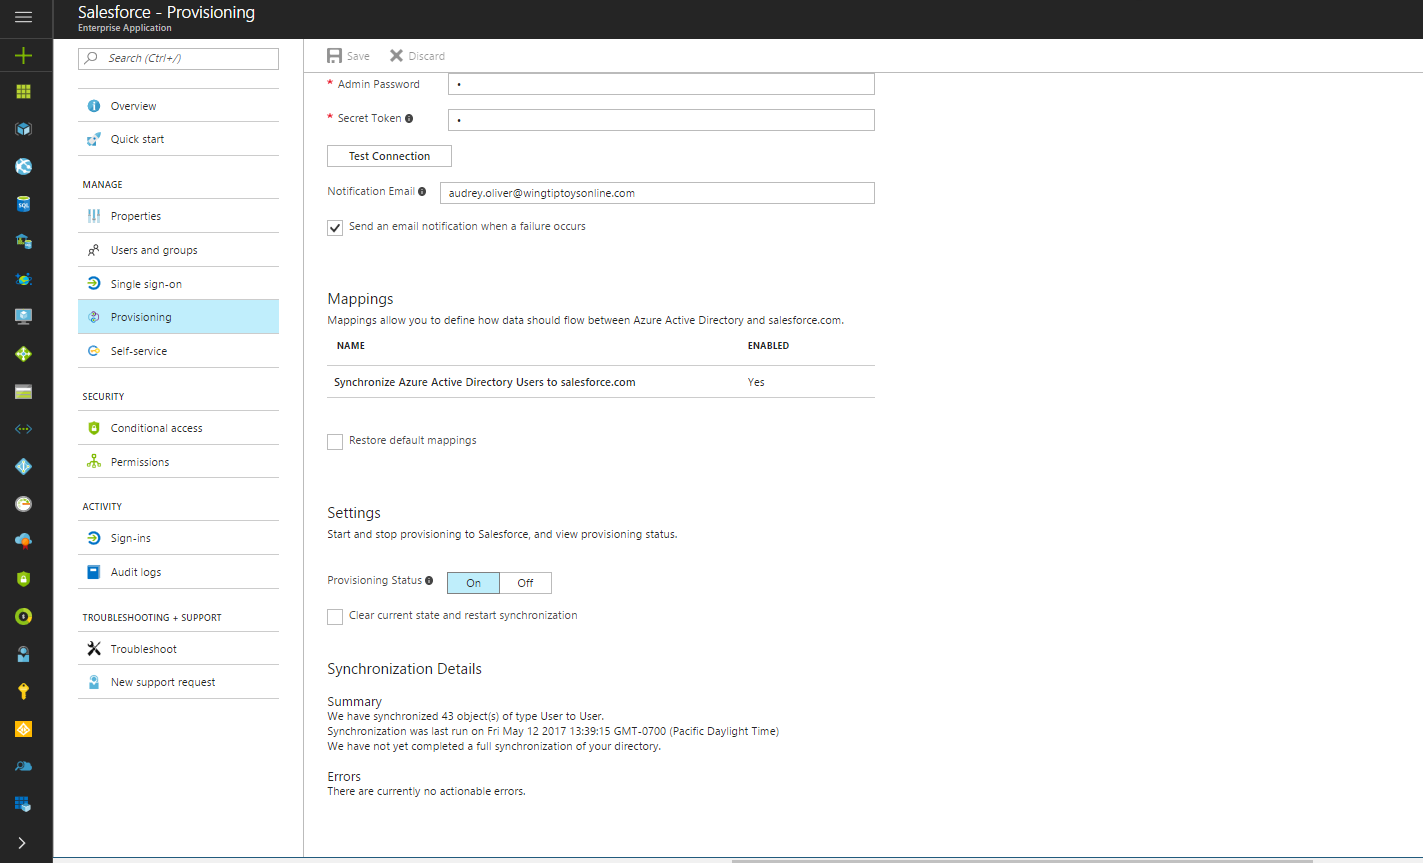 Salesforce - Provisioning
Enterprise Application
Search (Ctrl+/)
Overview
Quick start
MANAGE
Properties
Users and groups
Single sign-on
Provisioning
Self-service
SECURITY
Conditional access
Permissions
ACTIVITY
Sign-ins
Audit logs
TROUBLESHOOTING + SUPPORT
Troubleshoot
New support request
Save Discard
* Admin Password •
* Secret Token •
Test Connection
Notification Email audrey.oliver@wingtiptoysonline.com
Send an email notification when a failure occurs
Mappings
Mappings allow you to define how data should flow between Azure Active Directory and salesforce.com.
NAME ENABLED
Synchronize Azure Active Directory Users to salesforce.com Yes
Restore default mappings
Settings
Start and stop provisioning to Salesforce, and view provisioning status.
Provisioning Status On Off
Clear current state and restart synchronization
Synchronization Details
Summary
We have synchronized 43 object(s) of type User to User.
Synchronization was last run on Fri May 12 2017 13:39:15 GMT-0700 (Pacific Daylight Time)
We have not yet completed a full synchronization of your directory.
Errors
There are currently no actionable errors.